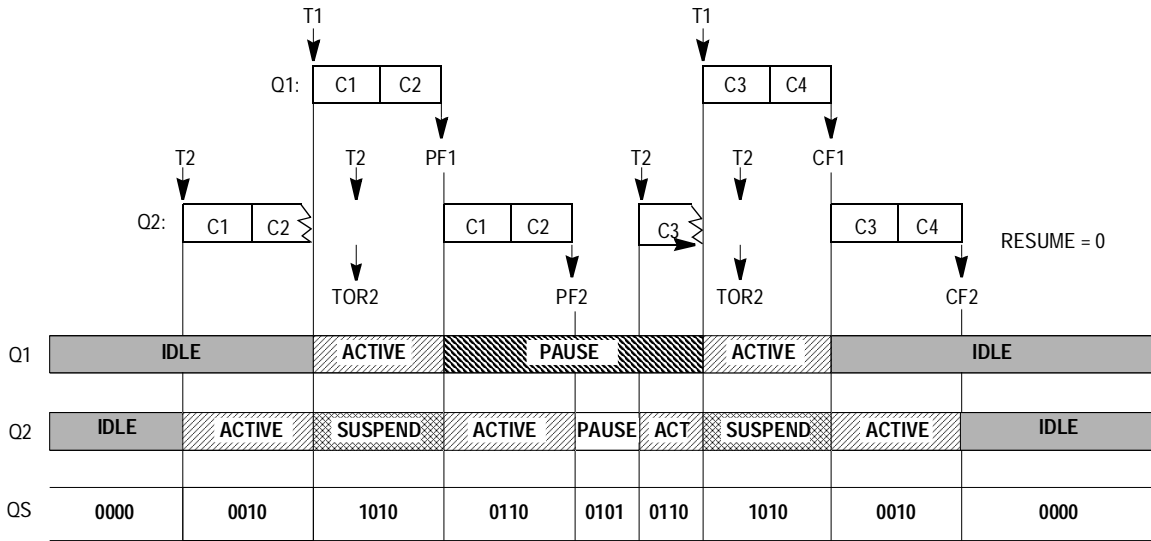 T1 T1
Q1: C1 C2 C3 C4
T2 T2 PF1 T2 T2 CF1
Q2: C1 C2 C1 C2 C3 C3 C4
RESUME = 0
TOR2 PF2 TOR2 CF2
Q1 IDLE ACTIVE PAUSE ACTIVE IDLE
Q2 IDLE ACTIVE SUSPEND ACTIVE PAUSE ACT SUSPEND ACTIVE IDLE
QS 0000 0010 1010 0110 0101 0110 1010 0010 0000